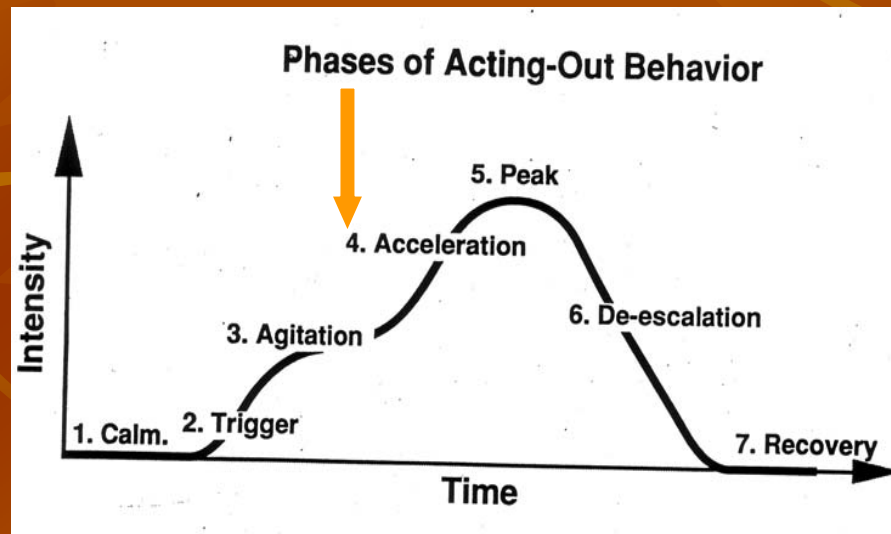 Phases of Acting-Out Behavior
5. Peak
4. Acceleration
6. De-escalation
3. Agitation
2. Trigger
1. Calm.
7. Recovery
Intensity
Time